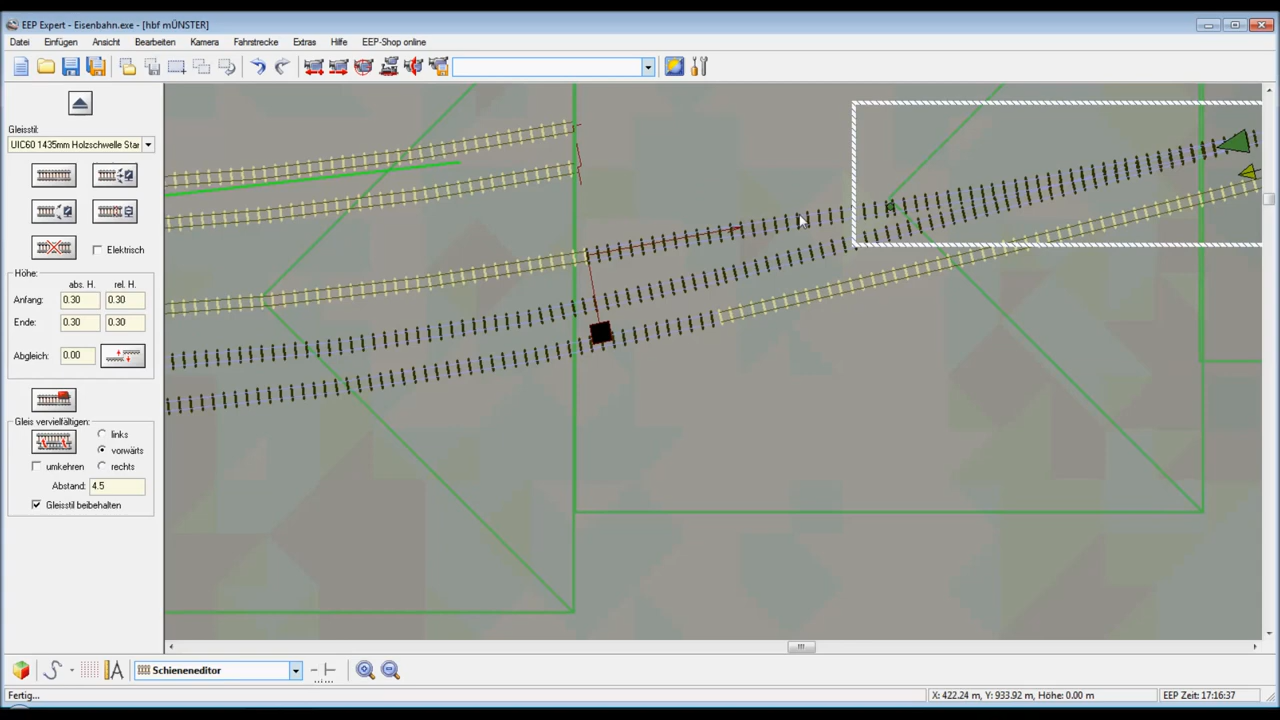 EEP Expert - Eisenbahn.exe - [hbf mÜNSTER]
Datei Einfügen Ansicht Bearbeiten Kamera Fahrstrecke Extras Hilfe EEP-Shop online
Gleisstil:
UIC60 1435mm Holzschwelle Star
Elektrisch
Höhe:
abs. H. rel. H.
Anfang: 0.30 0.30
Ende: 0.30 0.30
Abgleich: 0.00
Gleis vervielfältigen:
links
vorwärts
umkehren rechts
Abstand: 4.5
Gleisstil beibehalten
Schieneneditor
Fertig... X: 422.24 m, Y: 933.92 m, Höhe: 0.00 m EEP Zeit: 17:16:37